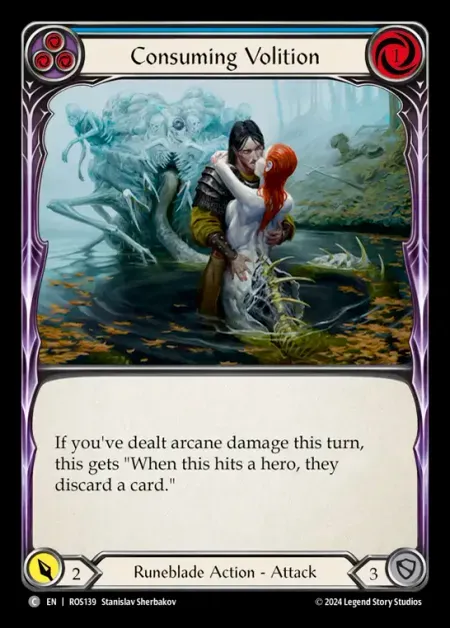 Consuming Volition
1
If you've dealt arcane damage this turn,
this gets "When this hits a hero, they
discard a card."
2
Runeblade Action - Attack
3
C EN | ROS139 Stanislav Sherbakov
© 2024 Legend Story Studios